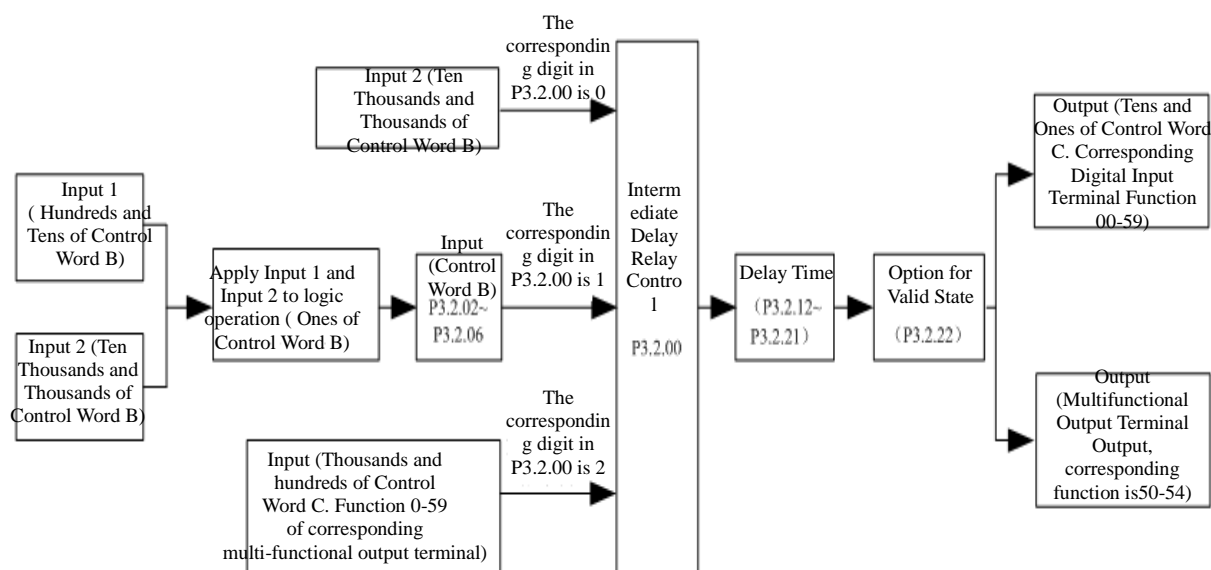 The
correspondin
g digit in
P3.2.00 is 0
Input 2 (Ten
Thousands and
Thousands of
Control Word B)
Input 1
( Hundreds and
Tens of Control
Word B)
Input 2 (Ten
Thousands and
Thousands of
Control Word B)
Apply Input 1 and
Input 2 to logic
operation ( Ones of
Control Word B)
Input
(Control
Word B)
P3.2.02~
P3.2.06
The
correspondin
g digit in
P3.2.00 is 1
The
correspondin
g digit in
P3.2.00 is 2
Input (Thousands and
hundreds of Control
Word C. Function 0-59
of corresponding
multi-functional output terminal)
Interm
ediate
Delay
Relay
Contro
l
P3.2.00
Delay Time
(P3.2.12~
P3.2.21)
Option for
Valid State
(P3.2.22)
Output (Tens and
Ones of Control Word
C. Corresponding
Digital Input
Terminal Function
00-59)
Output
(Multifunctional
Output Terminal
Output,
corresponding
function is50-54)